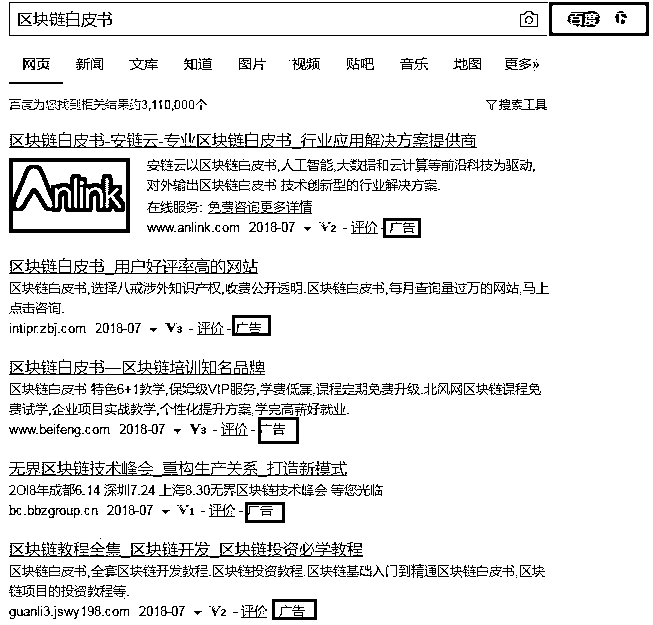 区块链白皮书
百度
网页 新闻 文库 知道 图片 视频 贴吧 音乐 地图 更多»
百度为您找到相关结果约3,110,000个 搜索工具
区块链白皮书-安链云-专业区块链白皮书_行业应用解决方案提供商
Anlink
安链云以区块链白皮书,人工智能,大数据和云计算等前沿科技为驱动,
对外输出区块链白皮书 技术创新型的行业解决方案.
在线服务: 免费咨询更多详情
www.anlink.com 2018-07 V2 - 评价 广告
区块链白皮书_用户好评率高的网站
区块链白皮书,选择八戒涉外知识产权,收费公开透明.区块链白皮书,每月查询量过万的网站,马上
点击咨询.
intipr.zbj.com 2018-07 V3 - 评价 - 广告
区块链白皮书—区块链培训知名品牌
区块链白皮书 特色6+1教学,保姆级VIP服务,学费低廉,课程定期免费升级.北风网区块链课程免
费试学,企业项目实战教学,个性化提升方案,学完高薪好就业.
www.beifeng.com 2018-07 V3 - 评价 - 广告
无界区块链技术峰会_重构生产关系_打造新模式
2018年成都6.14 深圳7.24 上海8.30无界区块链技术峰会 等您光临
bc.bbzgroup.cn 2018-07 V1 - 评价 - 广告
区块链教程全集_区块链开发_区块链投资必学教程
区块链白皮书,全套区块链开发教程.区块链投资教程.区块链基础入门到精通区块链白皮书,区块
链项目的投资教程等.
guanli3.jswy198.com 2018-07 V2 - 评价 广告